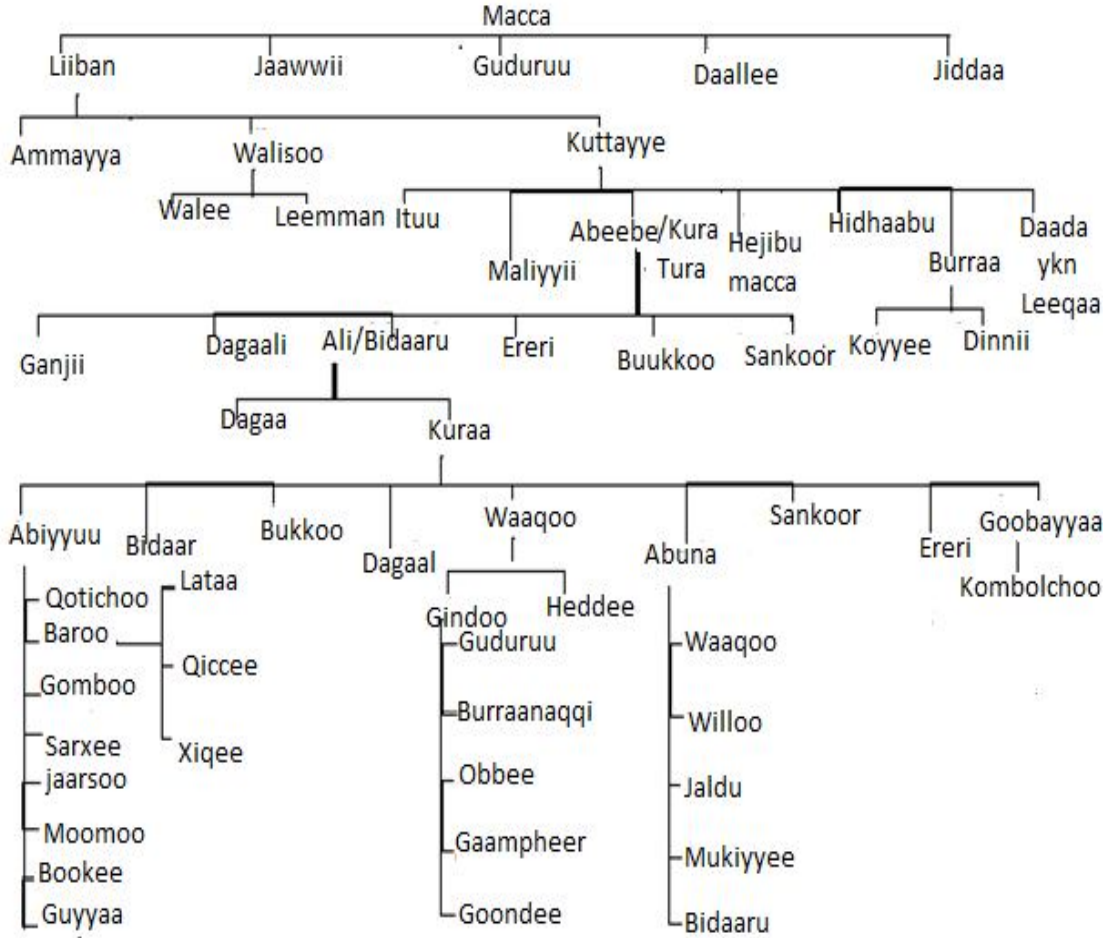 Macca
Liiban Jaawwii Guduruu Daallee Jiddaa
Ammayya Walisoo Kuttayye
Walee Leemman Ituu Abeebe/Kura Hejibu Hidhaabu Daada
Maliyyii Tura macca Burraa ykn
Leeqaa
Ganjii Dagaali Ali/Bidaaru Ereri Buukkoo Sankoor Koyyee Dinnii
Dagaa Kuraa
Abiyyuu Bidaar Bukkoo Dagaal Waaqoo Abuna Sankoor Ereri Goobayyaa
Lataa Gindoo Heddee Kombolchoo
Qotichoo
Baroo Guduruu Waaqoo
Gomboo Qiccee Burraanaqqi Willoo
Sarxee Xiqee Obbee Jaldu
jaarsoo
Moomoo Gaampheer Mukiyyee
Bookee
Guyyaa Goondee Bidaaru